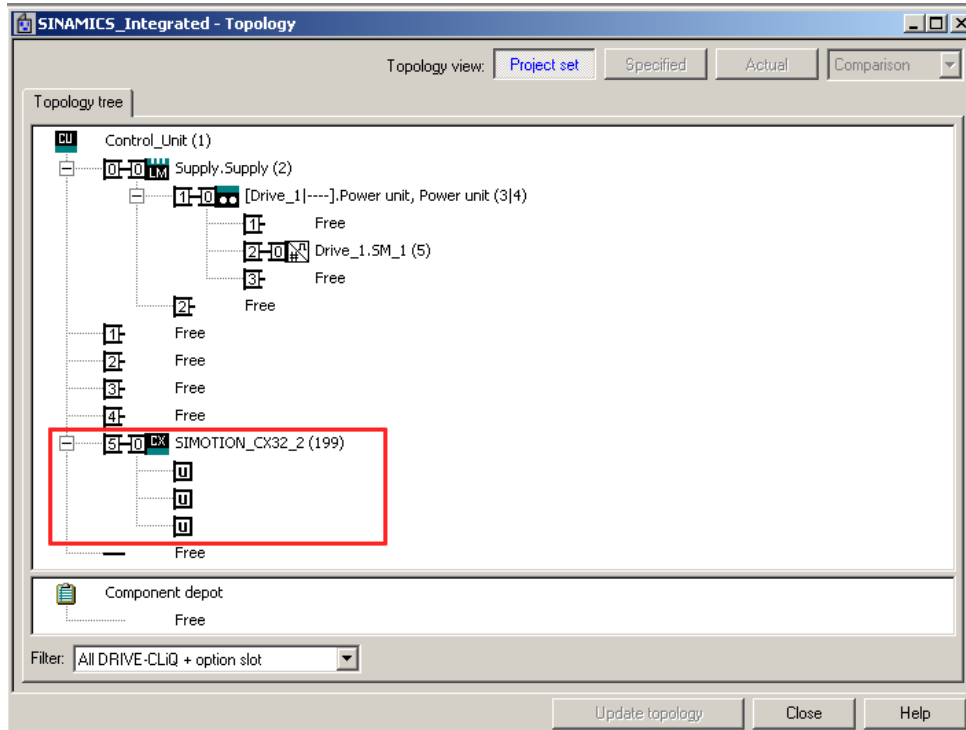 SINAMICS_Integrated - Topology
Topology view: Project set Specified Actual Comparison
Topology tree
CU Control_Unit (1)
0 0 LM Supply.Supply (2)
1 0 [Drive_1|----].Power unit, Power unit (3|4)
1 Free
2 0 # Drive_1.SM_1 (5)
3 Free
2 Free
1 Free
2 Free
3 Free
4 Free
5 0 CX SIMOTION_CX32_2 (199)
u
u
u
Free
Component depot
Free
Filter: All DRIVE-CLiQ + option slot
Update topology Close Help